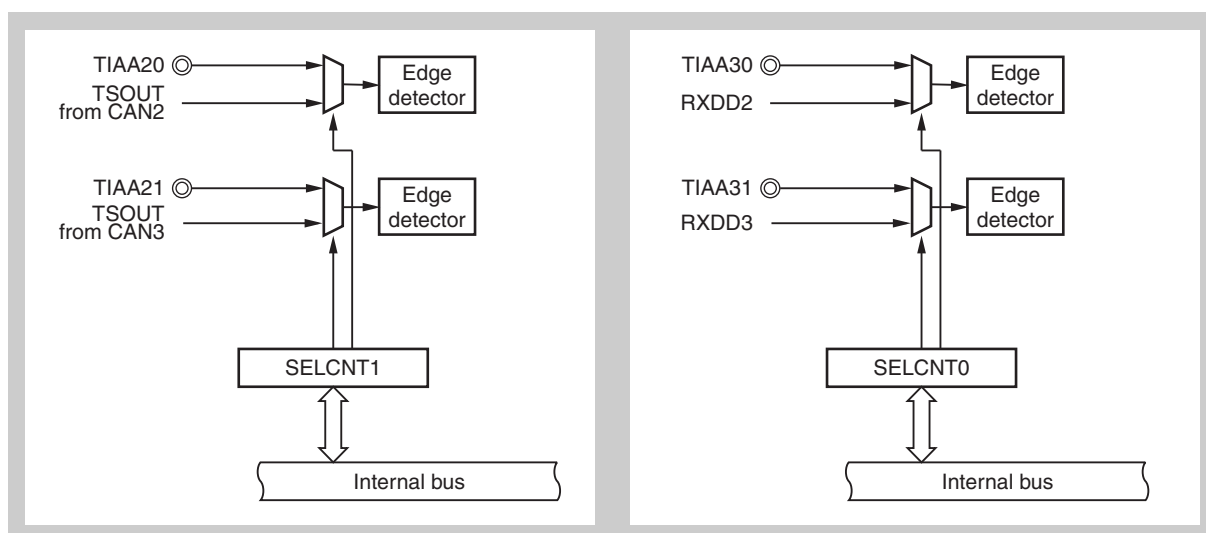 TIAA20
TSOUT
from CAN2
Edge
detector
TIAA21
TSOUT
from CAN3
Edge
detector
SELCNT1
Internal bus
TIAA30
RXDD2
Edge
detector
TIAA31
RXDD3
Edge
detector
SELCNT0
Internal bus